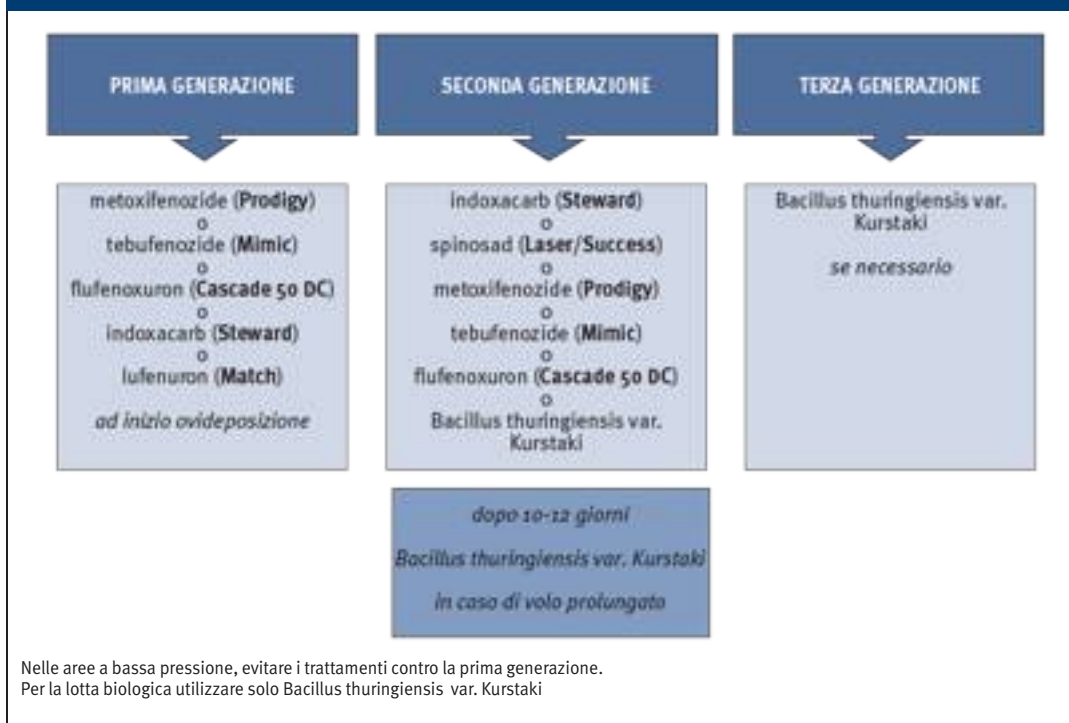 PRIMA GENERAZIONE
metoxifenozide (Prodigy)
o
tebufenozide (Mimic)
o
flufenoxuron (Cascade 50 DC)
o
indoxacarb (Steward)
o
lufenuron (Match)
ad inizio ovideposizione
SECONDA GENERAZIONE
indoxacarb (Steward)
o
spinosad (Laser/Success)
o
metoxifenozide (Prodigy)
o
tebufenozide (Mimic)
o
flufenoxuron (Cascade 50 DC)
o
Bacillus thuringiensis var.
Kurstaki
dopo 10-12 giorni
Bacillus thuringiensis var. Kurstaki
in caso di volo prolungato
TERZA GENERAZIONE
Bacillus thuringiensis var.
Kurstaki
se necessario
Nelle aree a bassa pressione, evitare i trattamenti contro la prima generazione.
Per la lotta biologica utilizzare solo Bacillus thuringiensis var. Kurstaki